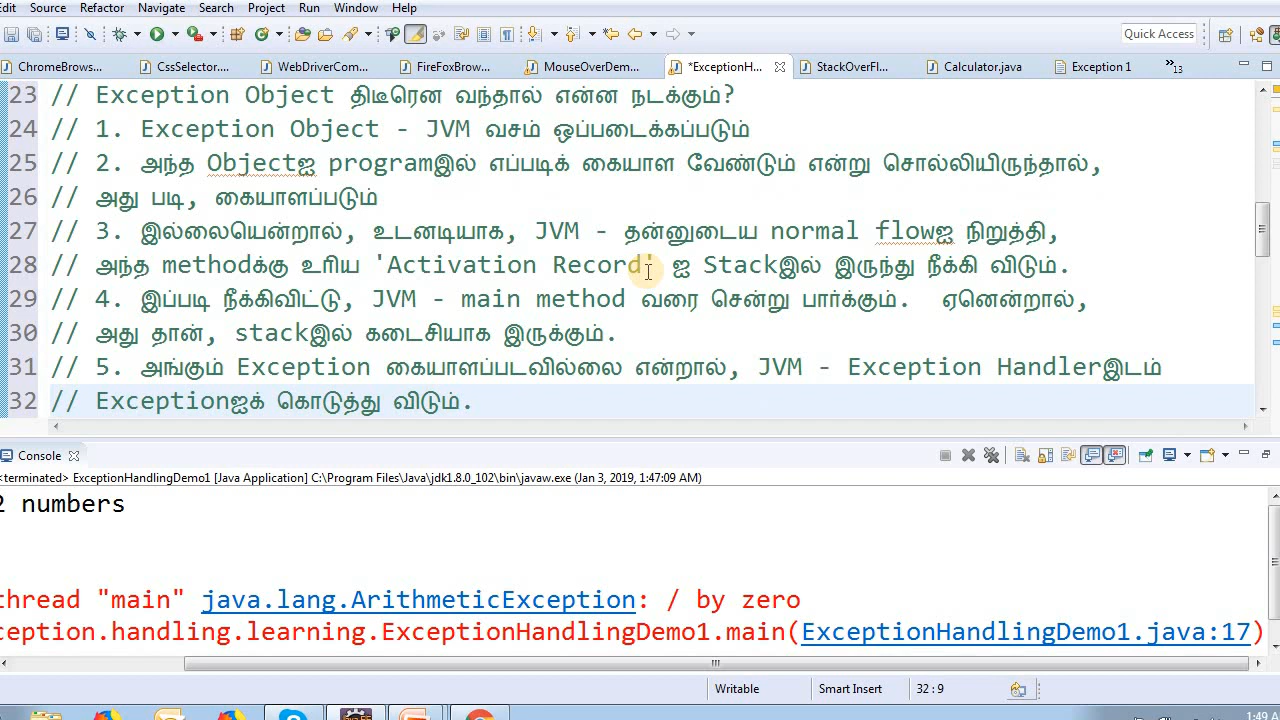 Edit Source Refactor Navigate Search Project Run Window Help
Quick Access
ChromeBrows... CssSelector.... WebDriverCom... FireFoxBrow... MouseOverDem... *ExceptionH... StackOverFl... Calculator.java Exception 1 »13
23 // Exception Object திடீரென வந்தால் என்ன நடக்கும்?
24 // 1. Exception Object - JVM வசம் ஒப்படைக்கப்படும்
25 // 2. அந்த Objectஐ programஇல் எப்படிக் கையாள வேண்டும் என்று சொல்லியிருந்தால்,
26 // அது படி, கையாளப்படும்
27 // 3. இல்லையென்றால், உடனடியாக, JVM - தன்னுடைய normal flowஐ நிறுத்தி,
28 // அந்த methodக்கு உரிய 'Activation Record' ஐ Stackஇல் இருந்து நீக்கி விடும்.
29 // 4. இப்படி நீக்கிவிட்டு, JVM - main method வரை சென்று பார்க்கும். ஏனென்றால்,
30 // அது தான், stackஇல் கடைசியாக இருக்கும்.
31 // 5. அங்கும் Exception கையாளப்படவில்லை என்றால், JVM - Exception Handlerஇடம்
32 // Exceptionஐக் கொடுத்து விடும்.
Console
<terminated> ExceptionHandlingDemo1 [Java Application] C:\Program Files\Java\jdk1.8.0_102\bin\javaw.exe (Jan 3, 2019, 1:47:09 AM)
2 numbers
thread "main" java.lang.ArithmeticException: / by zero
ception.handling.learning.ExceptionHandlingDemo1.main(ExceptionHandlingDemo1.java:17)
Writable Smart Insert 32 : 9